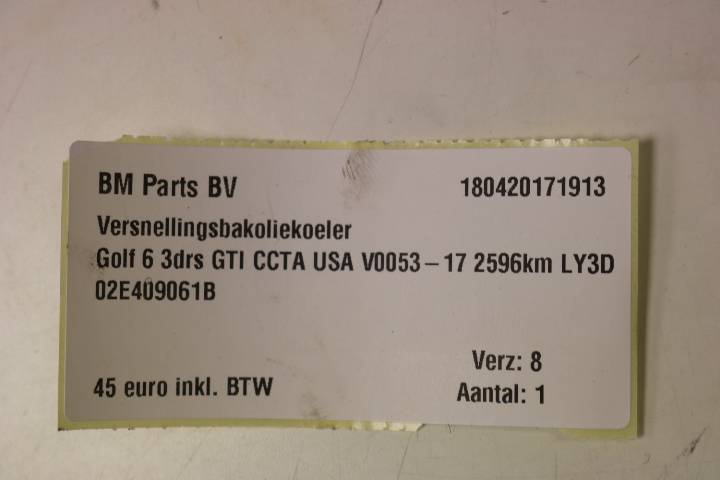 BM Parts BV 180420171913
Versnellingsbakoliekoeler
Golf 6 3drs GTI CCTA USA V0053-17 2596km LY3D
02E409061B
Verz: 8
45 euro inkl. BTW Aantal: 1